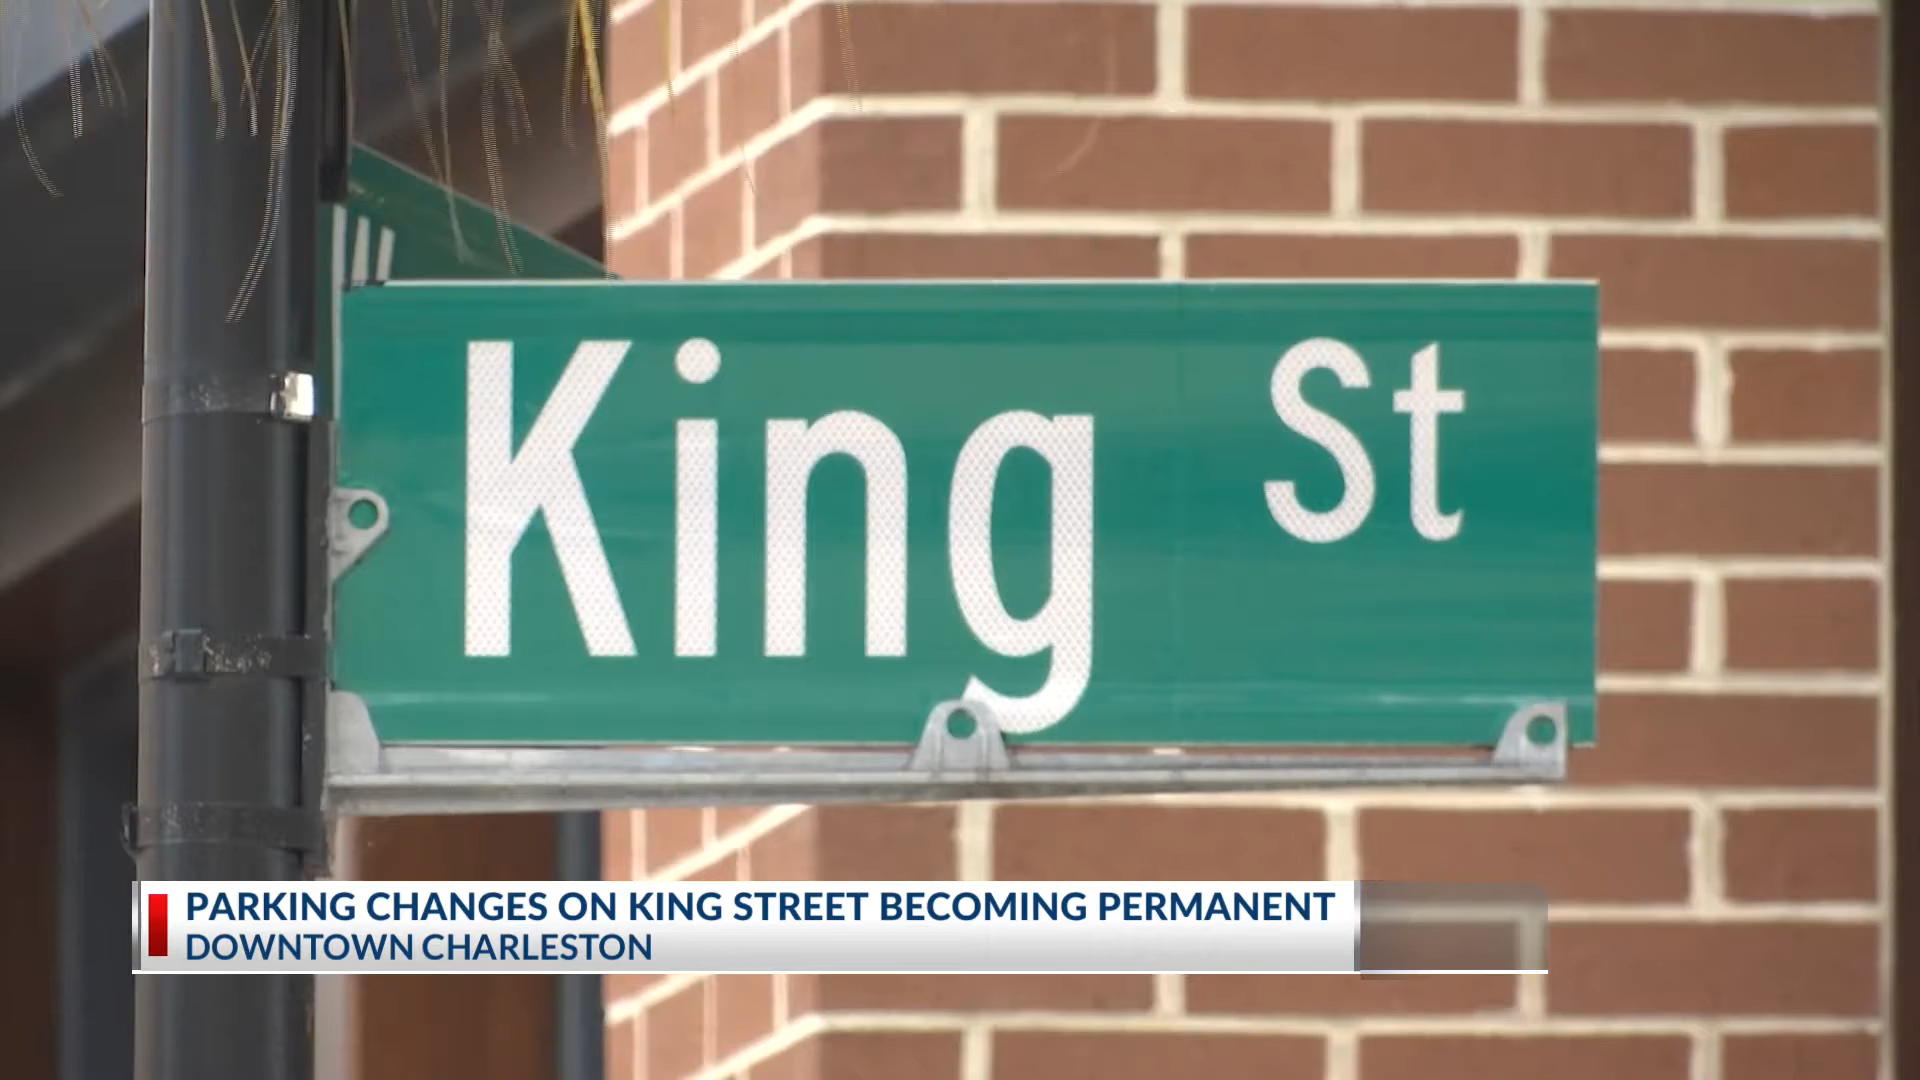 King St
PARKING CHANGES ON KING STREET BECOMING PERMANENT
DOWNTOWN CHARLESTON